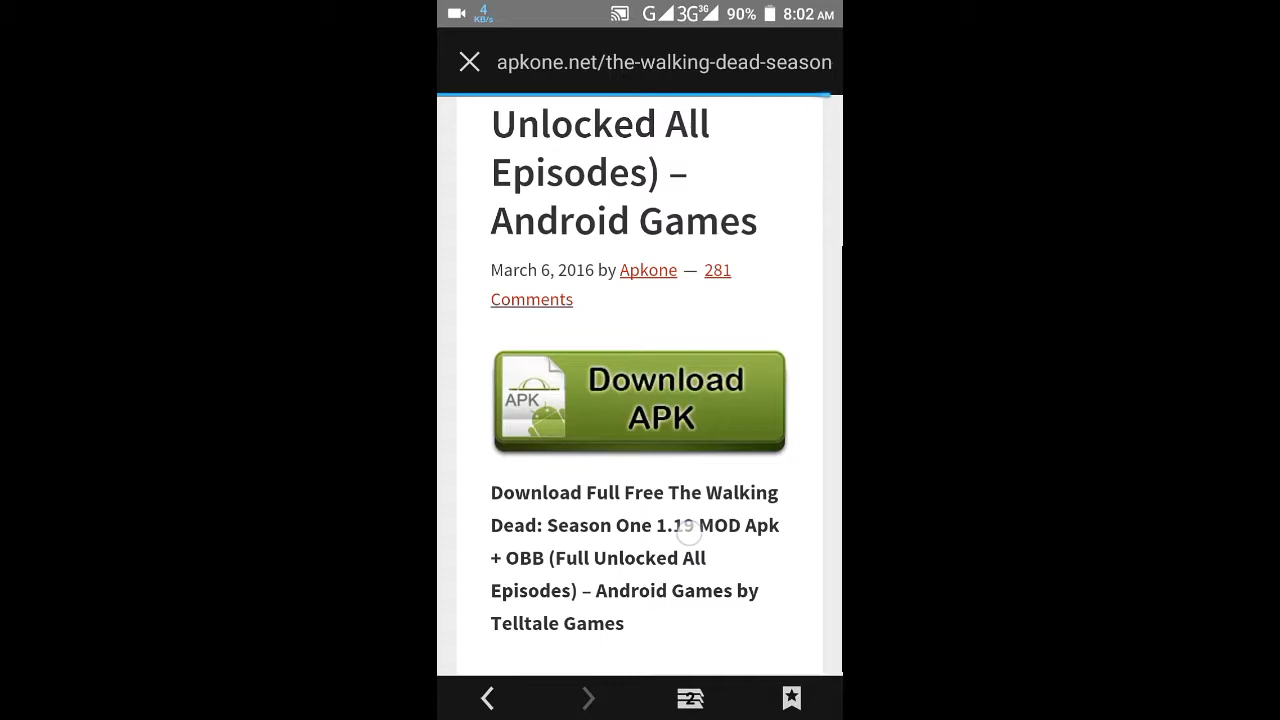 4
KB/s
G 3G 3G 90% 8:02 AM
apkone.net/the-walking-dead-season
Unlocked All
Episodes) –
Android Games
March 6, 2016 by Apkone — 281
Comments
APK
Download
APK
Download Full Free The Walking
Dead: Season One 1.19 MOD Apk
+ OBB (Full Unlocked All
Episodes) – Android Games by
Telltale Games
2